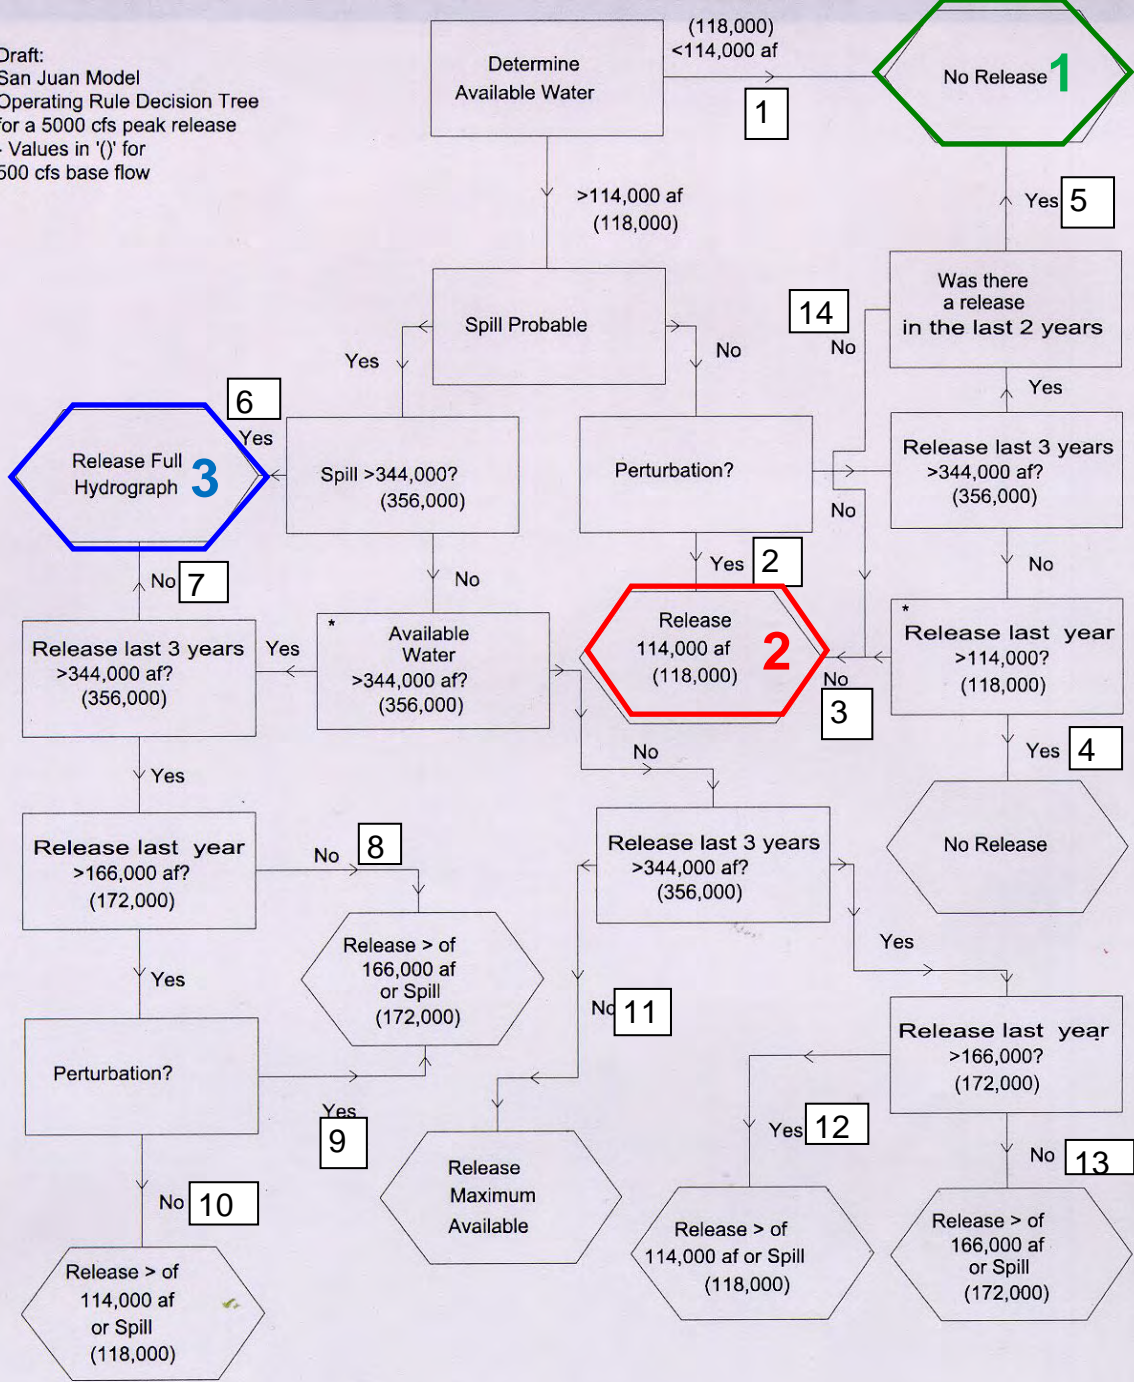 Draft:
San Juan Model
Operating Rule Decision Tree
for a 5000 cfs peak release
- Values in '()' for
500 cfs base flow
Determine
Available Water
(118,000)
<114,000 af
1
No Release
1
>114,000 af
(118,000)
Yes
5
Was there
a release
in the last 2 years
14
No
Spill Probable
Yes
No
Yes
6
Yes
Release Full
Hydrograph
3
Spill >344,000?
(356,000)
Perturbation?
No
Release last 3 years
>344,000 af?
(356,000)
No
7
No
Yes
2
No
Release last 3 years
>344,000 af?
(356,000)
Yes
*
Available
Water
>344,000 af?
(356,000)
Release
114,000 af
(118,000)
2
No
3
*
Release last year
>114,000?
(118,000)
Yes
4
No
Yes
Release last year
>166,000 af?
(172,000)
No
8
Release last 3 years
>344,000 af?
(356,000)
No Release
Yes
Release > of
166,000 af
or Spill
(172,000)
Yes
No
11
Perturbation?
Yes
9
Release last year
>166,000?
(172,000)
Yes
12
No
13
No
10
Release
Maximum
Available
Release > of
114,000 af or Spill
(118,000)
Release > of
166,000 af
or Spill
(172,000)
Release > of
114,000 af
or Spill
(118,000)